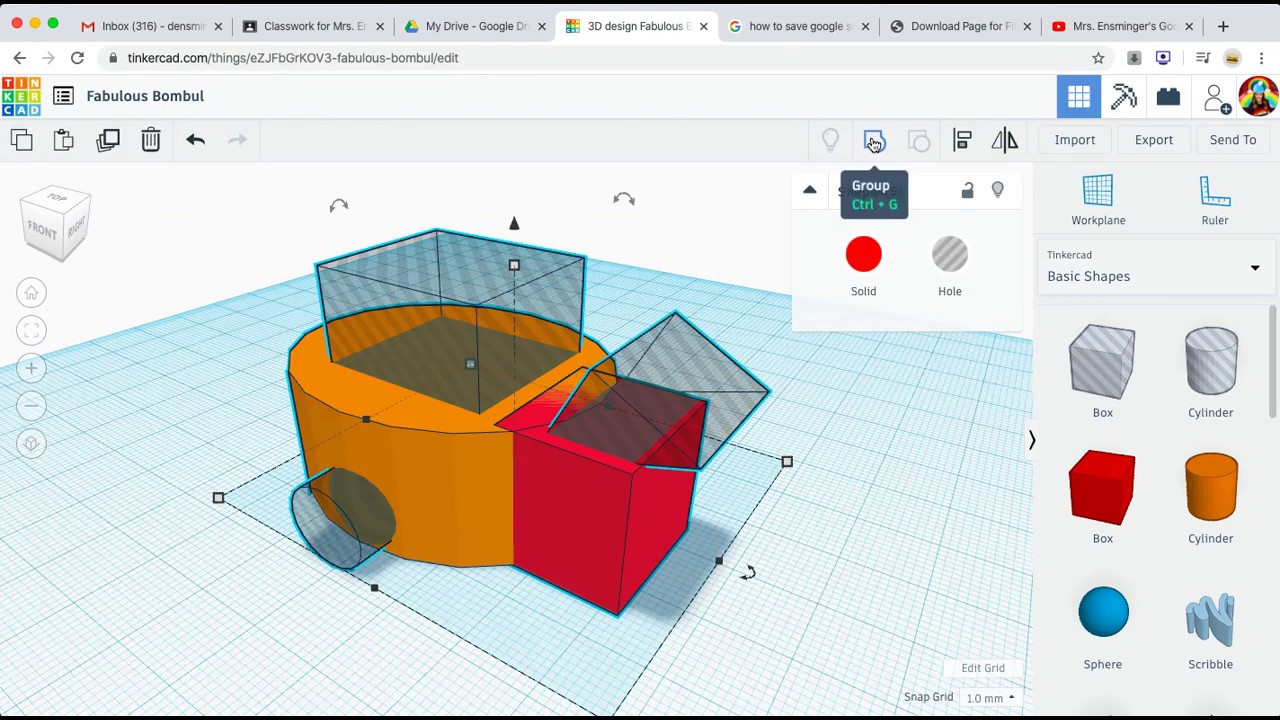 Inbox (316) - densmin
Classwork for Mrs. E
My Drive - Google Dr
3D design Fabulous B
how to save google s
Download Page for Fi
Mrs. Ensminger's Goo
tinkercad.com/things/eZJFbGrKOV3-fabulous-bombul/edit
TIN
KER
CAD
Fabulous Bombul
Import
Export
Send To
Group
Ctrl + G
Solid
Hole
TOP
FRONT
RIGHT
Workplane
Ruler
Tinkercad
Basic Shapes
Box
Cylinder
Box
Cylinder
Sphere
Scribble
Edit Grid
Snap Grid
1.0 mm